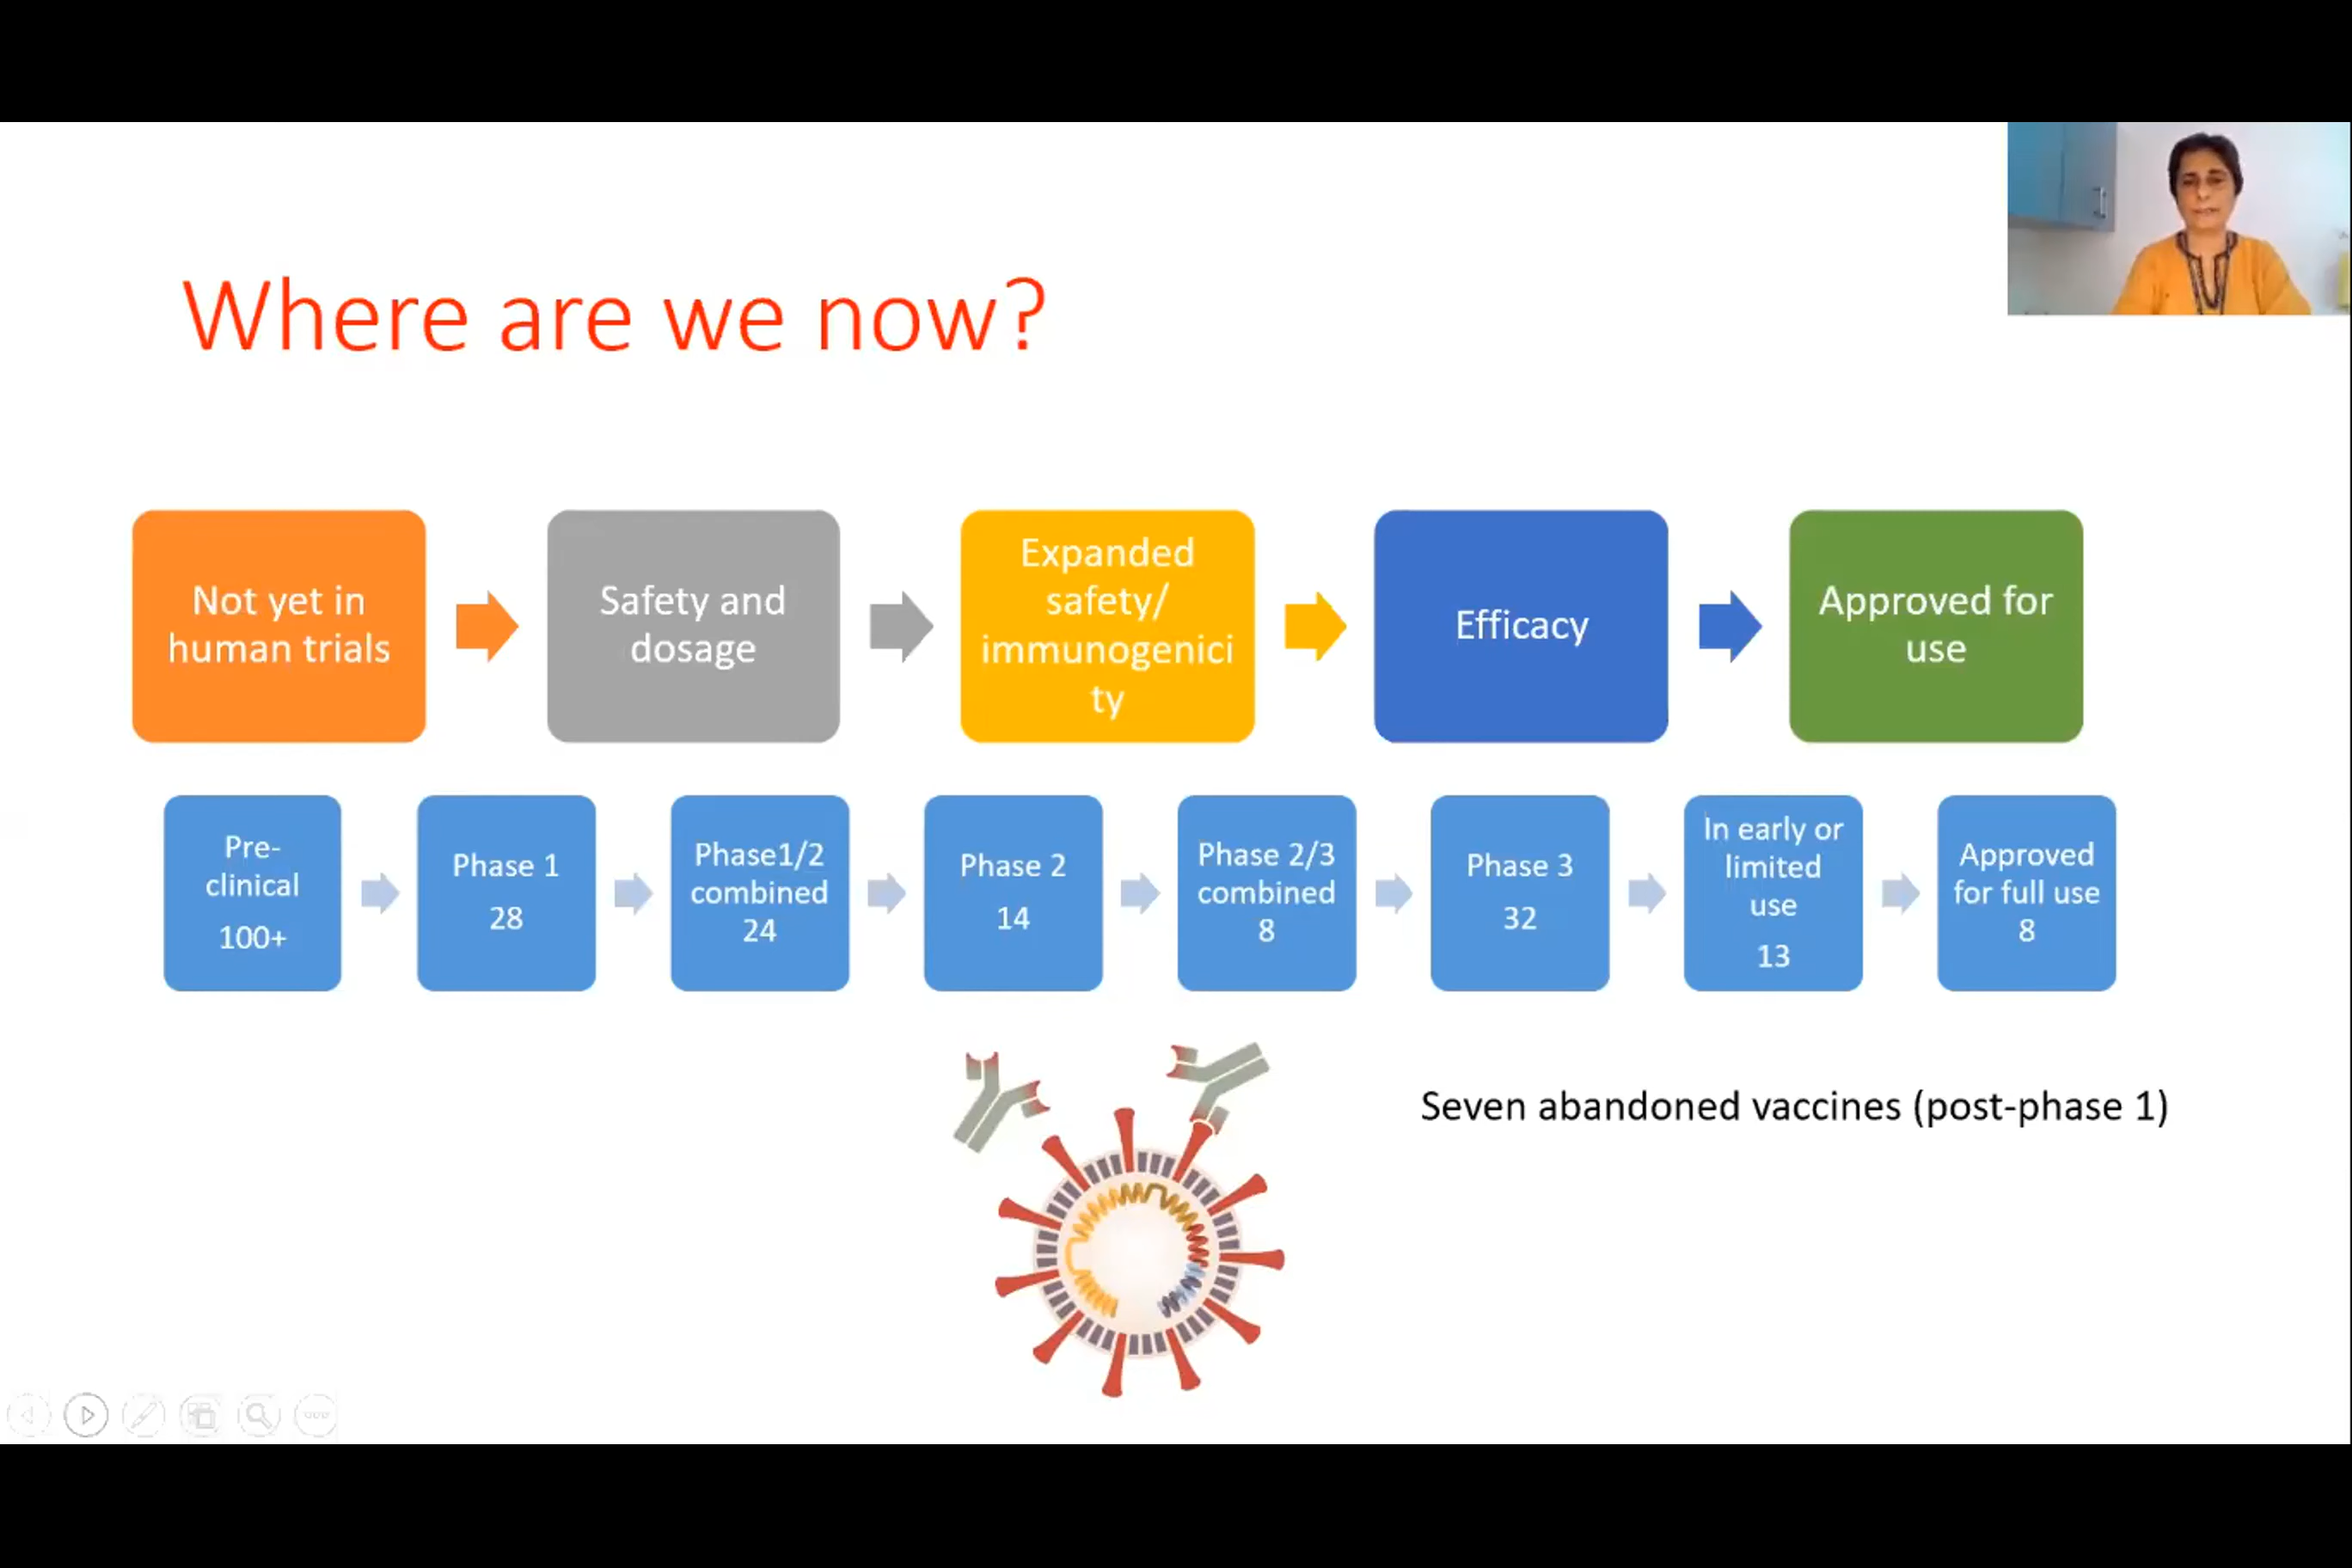 Where are we now?
Not yet in
human trials
Safety and
dosage
Expanded
safety/
immunogenici
ty
Efficacy
Approved for
use
Pre-
clinical
100+
Phase 1
28
Phase1/2
combined
24
Phase 2
14
Phase 2/3
combined
8
Phase 3
32
In early or
limited
use
13
Approved
for full use
8
Seven abandoned vaccines (post-phase 1)